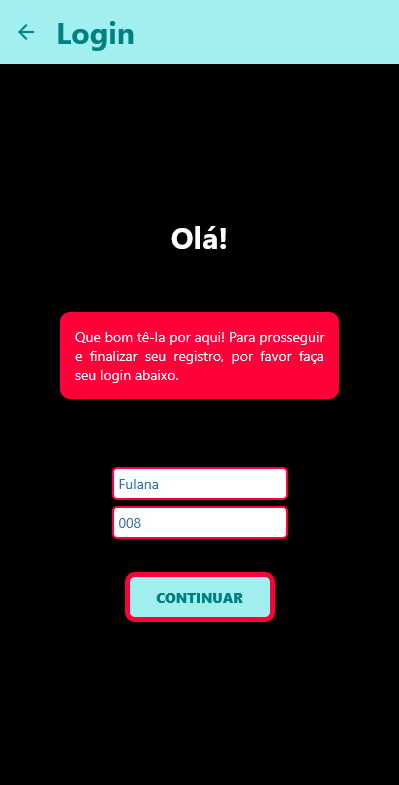 Login
Olá!
Que bom tê-la por aqui! Para prosseguir
e finalizar seu registro, por favor faça
seu login abaixo.
Fulana
008
CONTINUAR